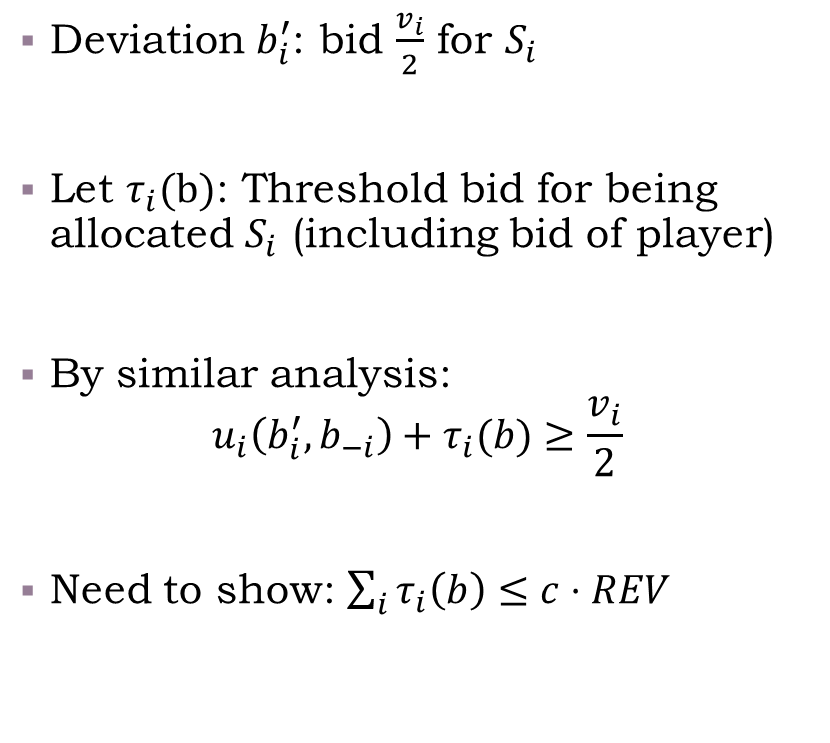 ▪ Deviation b′ᵢ: bid vᵢ/2 for Sᵢ
▪ Let τᵢ(b): Threshold bid for being
allocated Sᵢ (including bid of player)
▪ By similar analysis:
uᵢ(b′ᵢ, b₋ᵢ) + τᵢ(b) ≥ vᵢ/2
▪ Need to show: ∑ᵢ τᵢ(b) ≤ c · REV